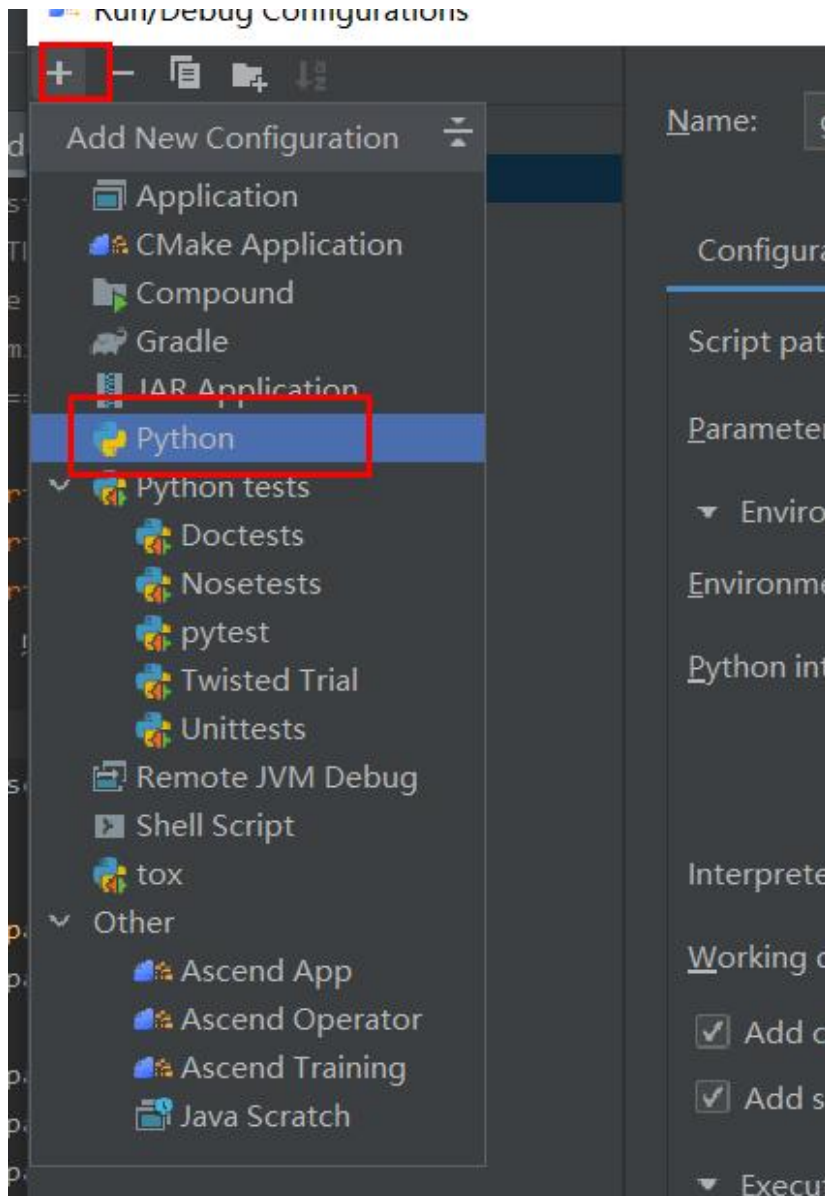 Run/Debug Configurations
Name:
Add New Configuration
Application
CMake Application
Compound
Gradle
JAR Application
Python
Python tests
Doctests
Nosetests
pytest
Twisted Trial
Unittests
Remote JVM Debug
Shell Script
tox
Other
Ascend App
Ascend Operator
Ascend Training
Java Scratch
Configura
Script pat
Parameter
Enviro
Environme
Python int
Interprete
Working
Add
Add s
Execut